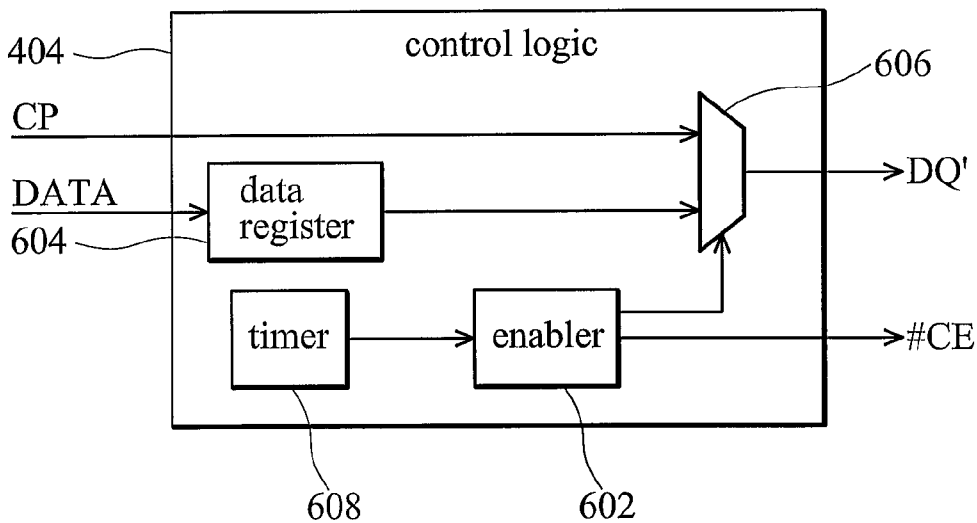 404
control logic
606
CP
DQ'
DATA
data
register
604
timer
enabler
#CE
608
602